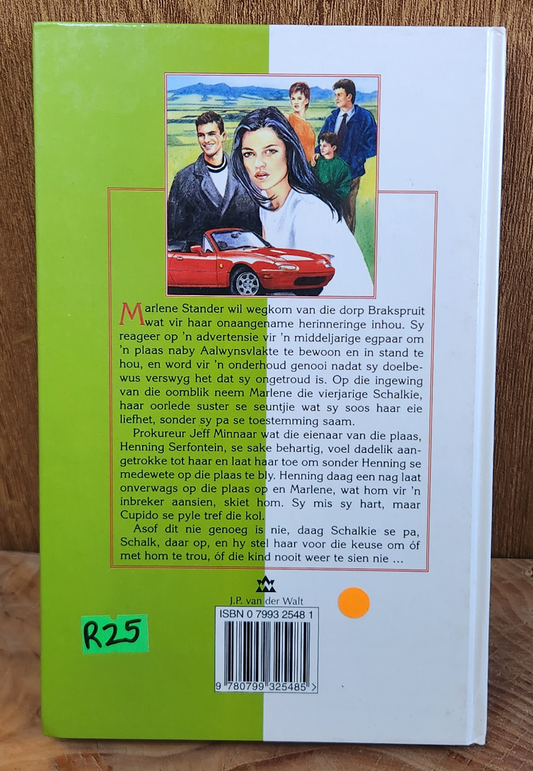 Marlene Stander wil wegkom van die dorp Brakspruit
wat vir haar onaangename herinneringe inhou. Sy
reageer op 'n advertensie vir 'n middeljarige egpaar om
'n plaas naby Aalwynsvlakte te bewoon en in stand te
hou, en word vir 'n onderhoud genooi nadat sy doelbe-
wus verswyg het dat sy ongetroud is. Op die ingewing
van die oomblik neem Marlene die vierjarige Schalkie,
haar oorlede suster se seuntjie wat sy soos haar eie
liefhet, sonder sy pa se toestemming saam.
Prokureur Jeff Minnaar wat die eienaar van die plaas,
Henning Serfontein, se sake behartig, voel dadelik aan-
getrokke tot haar en laat haar toe om sonder Henning se
medewete op die plaas te bly. Henning daag een nag laat
onverwags op die plaas op en Marlene, wat hom vir 'n
inbreker aansien, skiet hom. Sy mis sy hart, maar
Cupido se pyle tref die kol.
Asof dit nie genoeg is nie, daag Schalkie se pa,
Schalk, daar op, en hy stel haar voor die keuse om óf
met hom te trou, óf die kind nooit weer te sien nie ...
J.P. van der Walt
ISBN 0 7993 2548 1
R25
9 780799 325485>